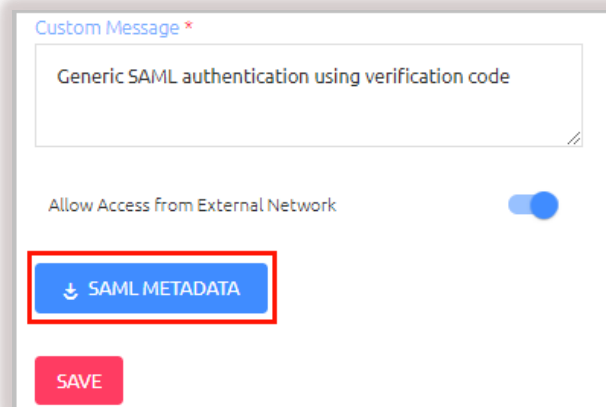 Custom Message *
Generic SAML authentication using verification code
Allow Access from External Network
SAML METADATA
SAVE